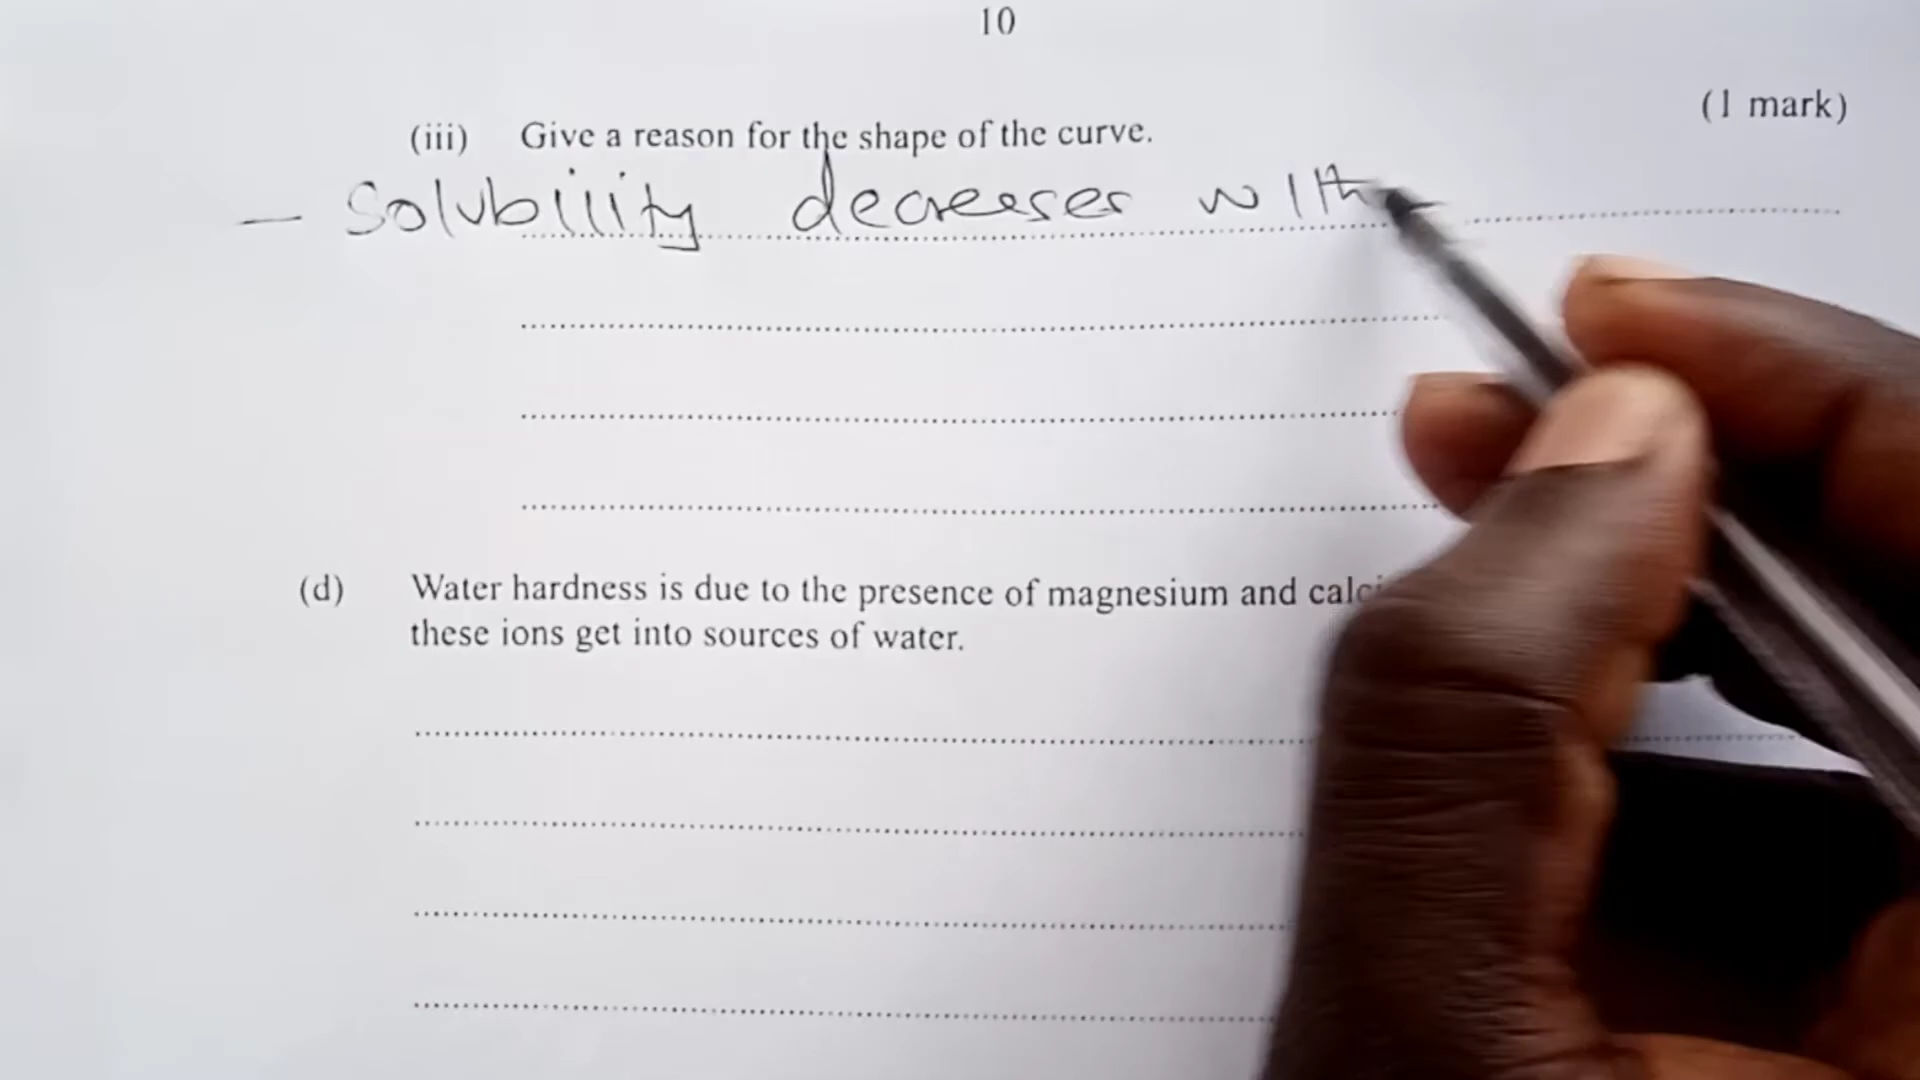 10
(1 mark)
(iii) Give a reason for the shape of the curve.
– Solubility decreases with
(d) Water hardness is due to the presence of magnesium and
these ions get into sources of water.